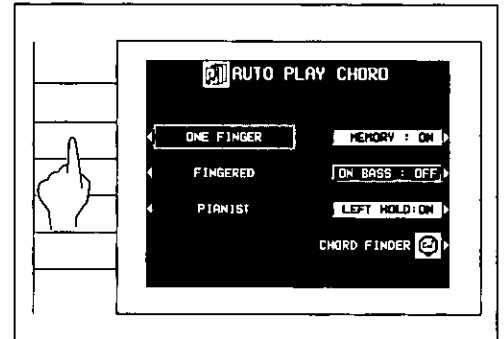 AUTO PLAY CHORD
ONE FINGER
MEMORY : ON
FINGERED
ON BASS : OFF
PIANIST
LEFT HOLD:ON
CHORD FINDER